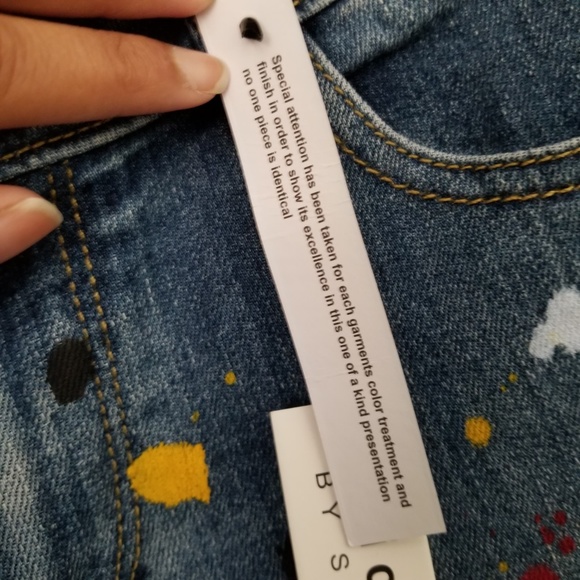 Special attention has been taken for each garments color treatment and
finish in order to show its excellence in this one of a kind presentation
no one piece is identical
BY S